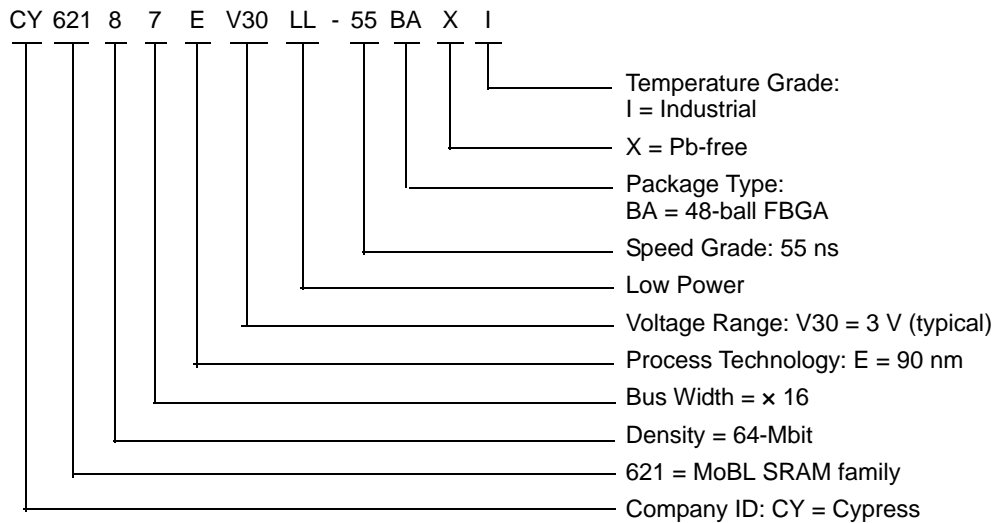 CY 621 8 7 E V30 LL - 55 BA X I
Temperature Grade:
I = Industrial
X = Pb-free
Package Type:
BA = 48-ball FBGA
Speed Grade: 55 ns
Low Power
Voltage Range: V30 = 3 V (typical)
Process Technology: E = 90 nm
Bus Width = × 16
Density = 64-Mbit
621 = MoBL SRAM family
Company ID: CY = Cypress